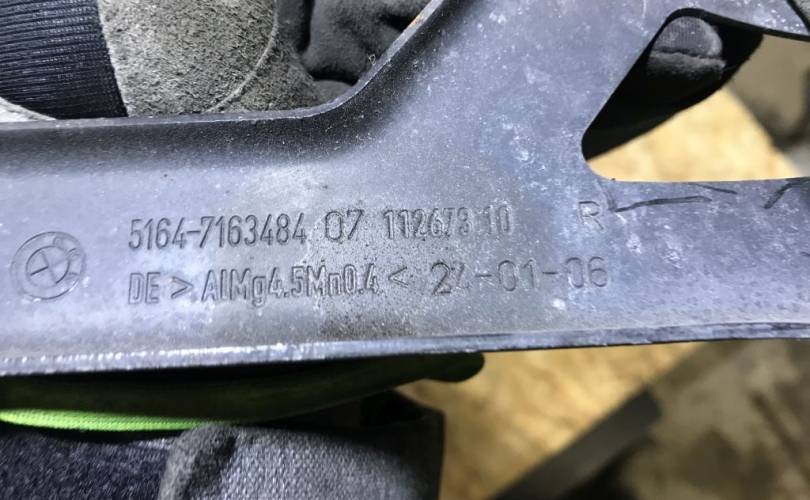 5164-7163484 07 112673 10 R
DE > AlMg4.5Mn0.4 < 24-01-06